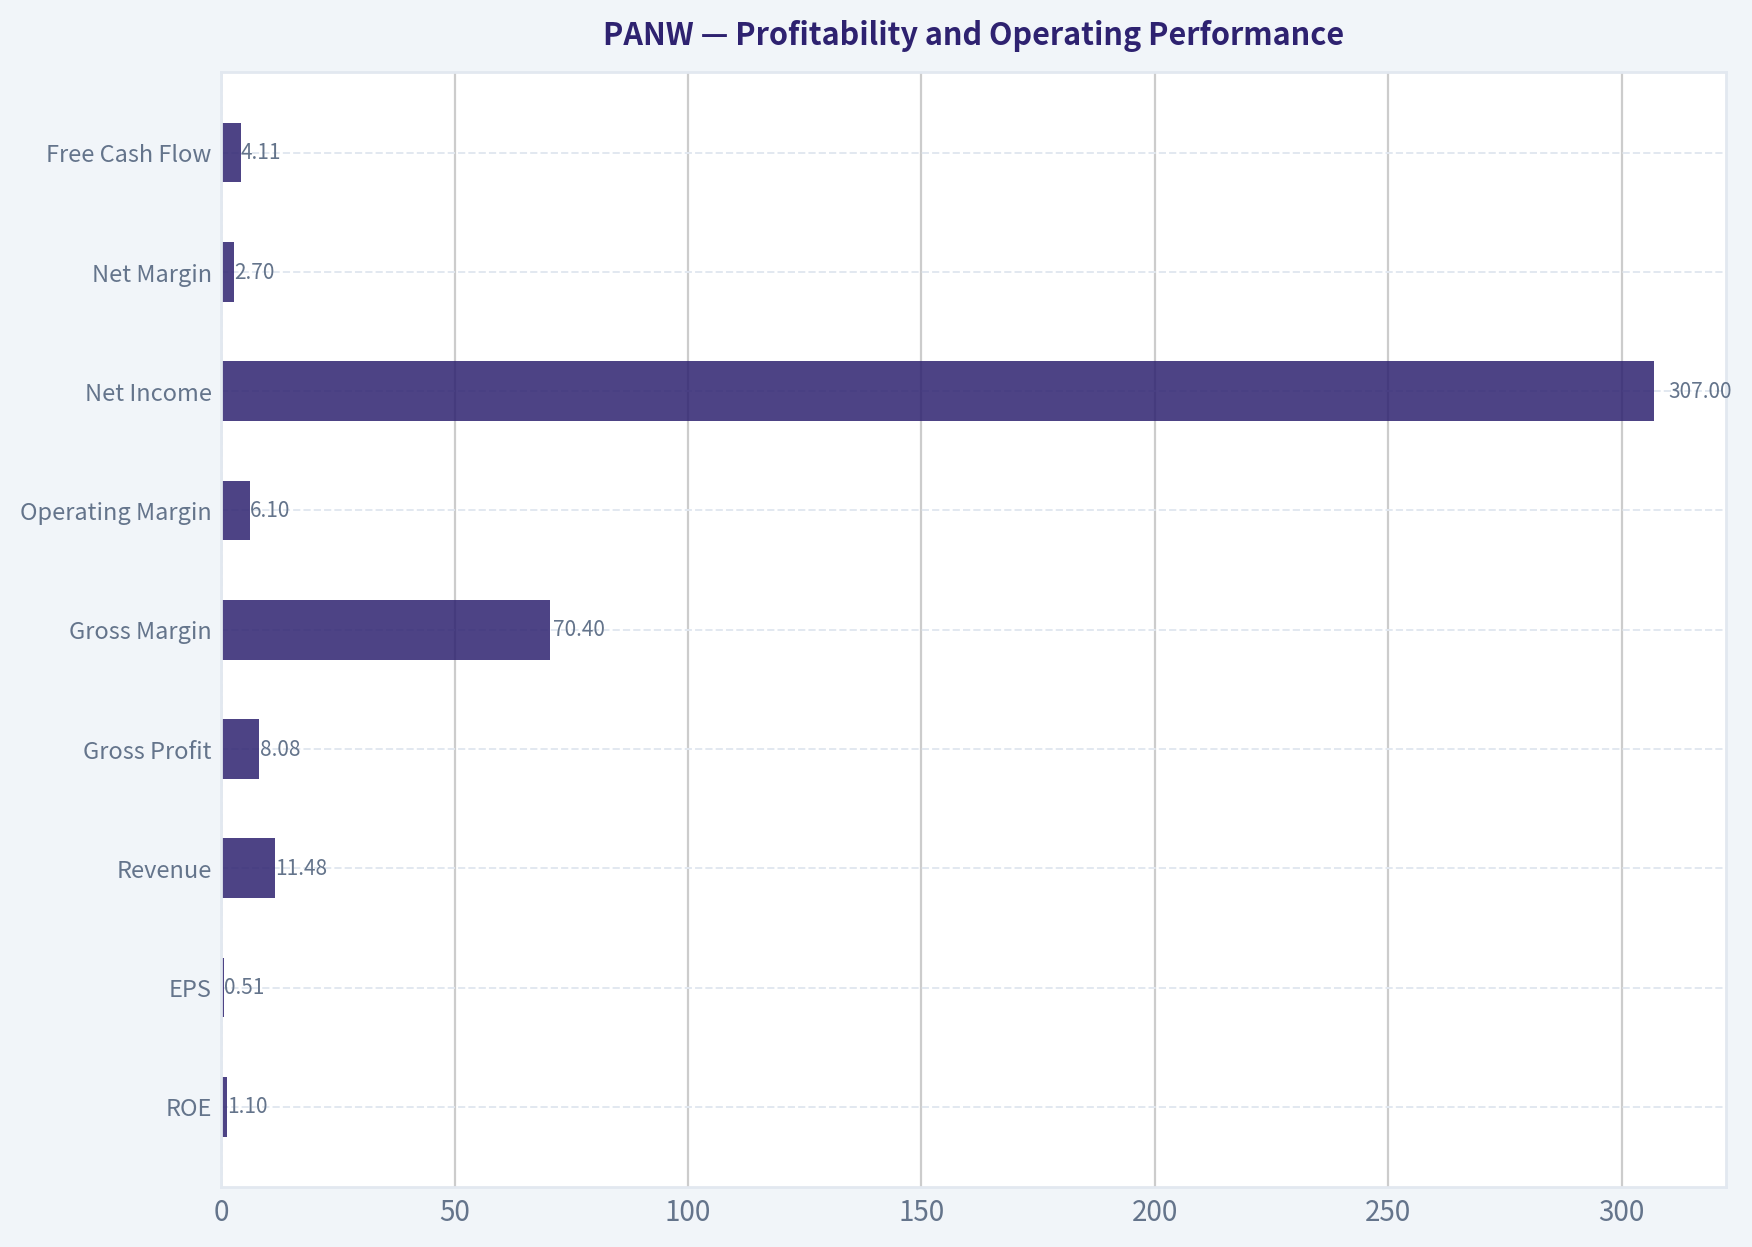 PANW — Profitability and Operating Performance
Free Cash Flow 4.11
Net Margin 2.70
Net Income 307.00
Operating Margin 6.10
Gross Margin 70.40
Gross Profit 8.08
Revenue 11.48
EPS 0.51
ROE 1.10
0 50 100 150 200 250 300